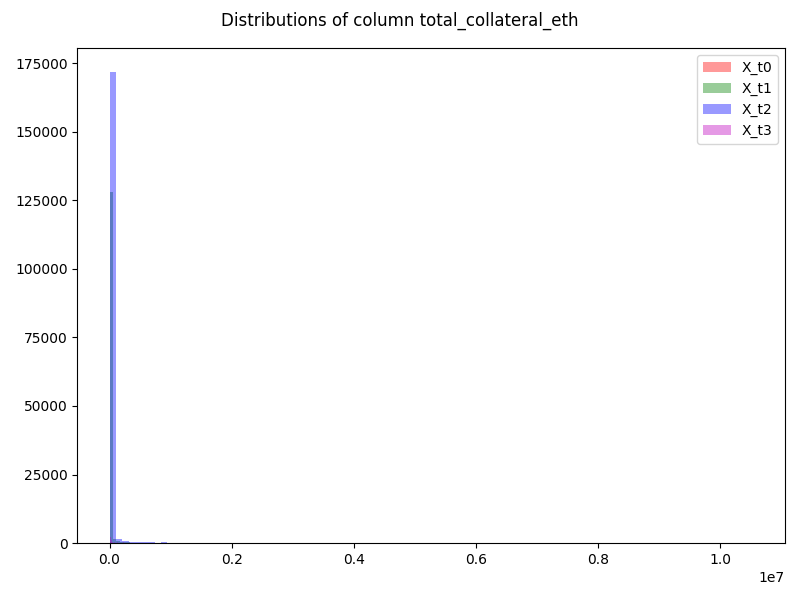 Distributions of column total_collateral_eth
X_t0
X_t1
X_t2
X_t3
175000
150000
125000
100000
75000
50000
25000
0
0.0 0.2 0.4 0.6 0.8 1.0
1e7